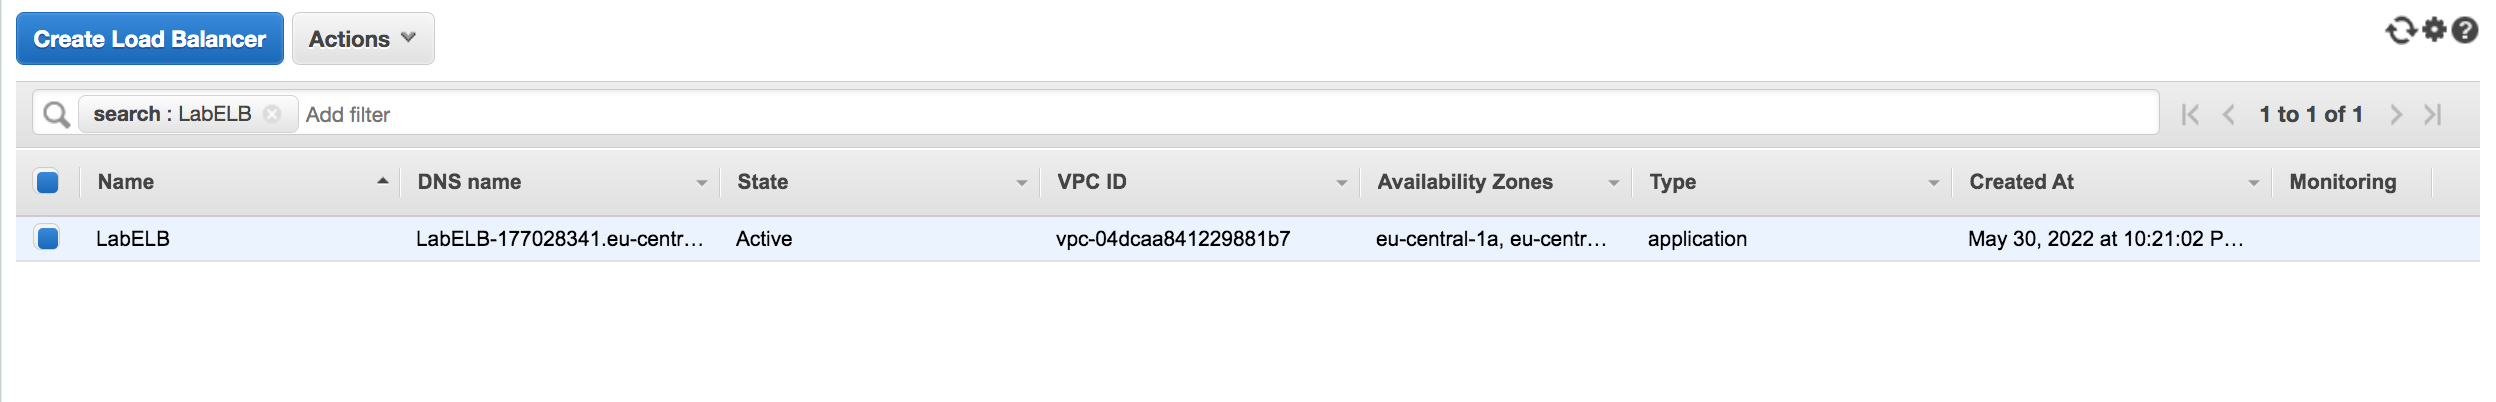 Create Load Balancer Actions
search : LabELB Add filter 1 to 1 of 1
Name DNS name State VPC ID Availability Zones Type Created At Monitoring
LabELB LabELB-177028341.eu-centr... Active vpc-04dcaa841229881b7 eu-central-1a, eu-centr... application May 30, 2022 at 10:21:02 P...